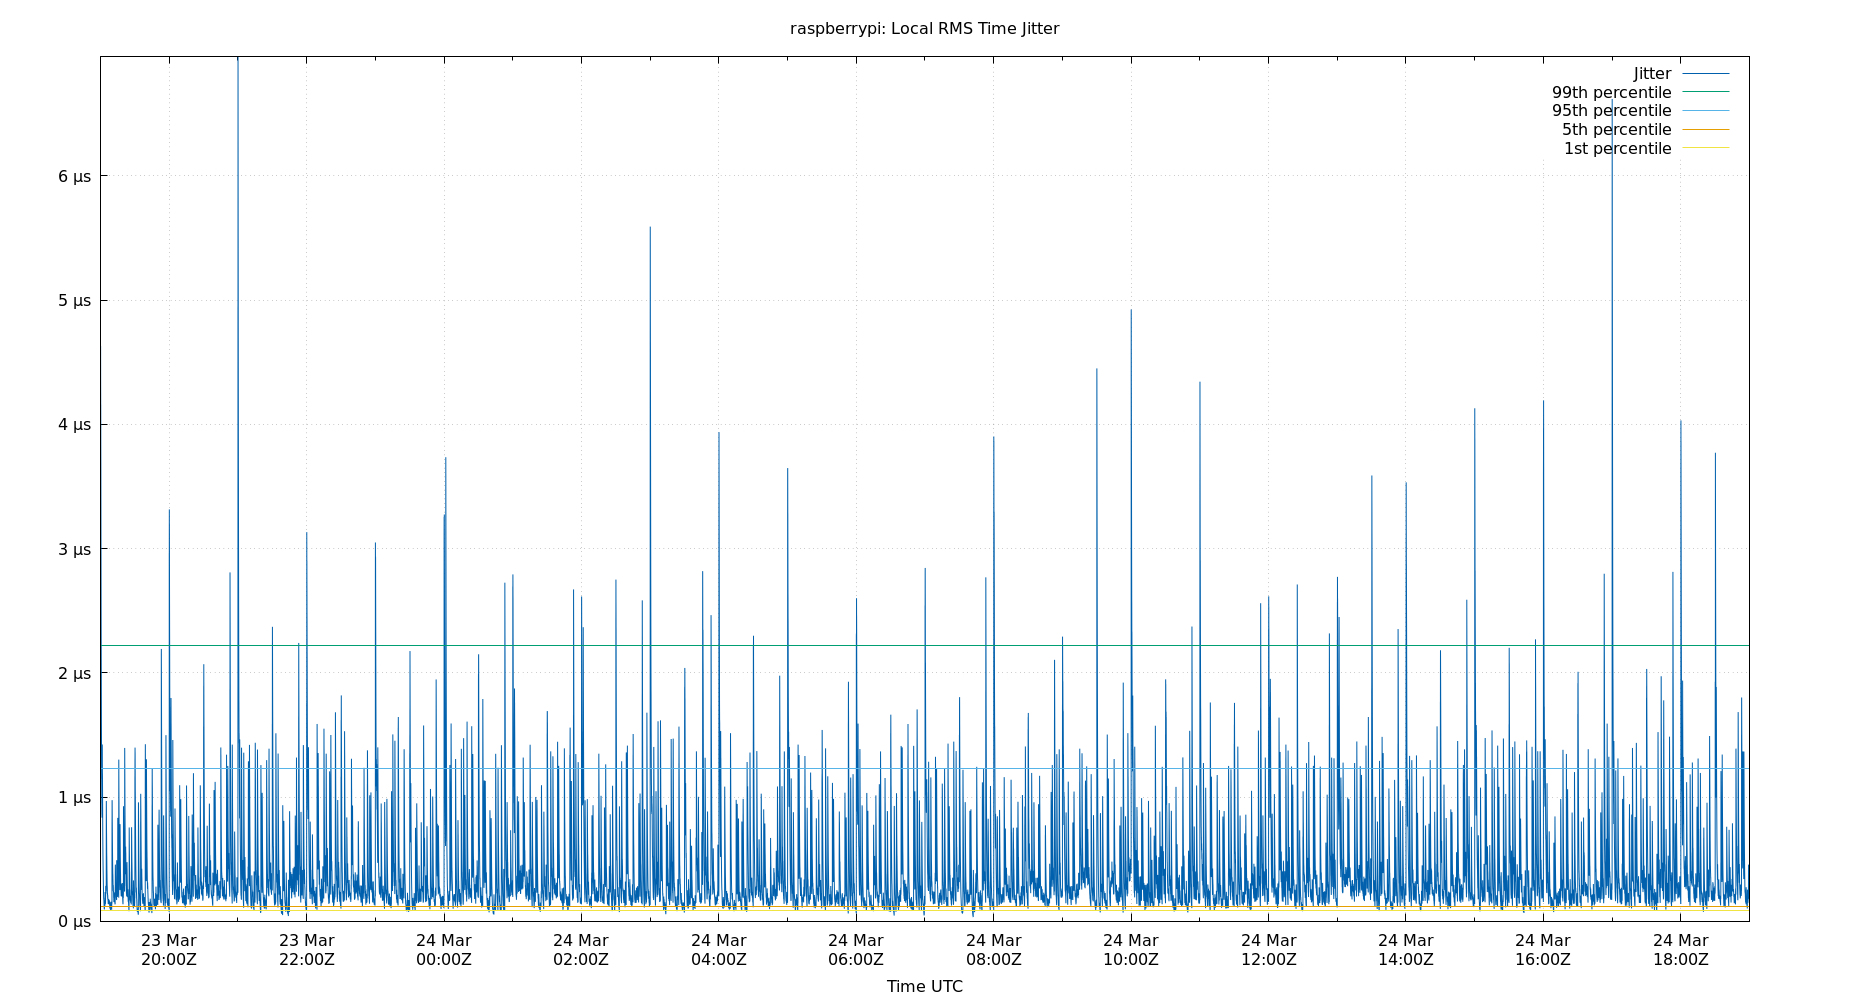 raspberrypi: Local RMS Time Jitter
Jitter
99th percentile
95th percentile
5th percentile
1st percentile
6 µs
5 µs
4 µs
3 µs
2 µs
1 µs
0 µs
23 Mar 23 Mar 24 Mar 24 Mar 24 Mar 24 Mar 24 Mar 24 Mar 24 Mar 24 Mar 24 Mar 24 Mar
20:00Z 22:00Z 00:00Z 02:00Z 04:00Z 06:00Z 08:00Z 10:00Z 12:00Z 14:00Z 16:00Z 18:00Z
Time UTC